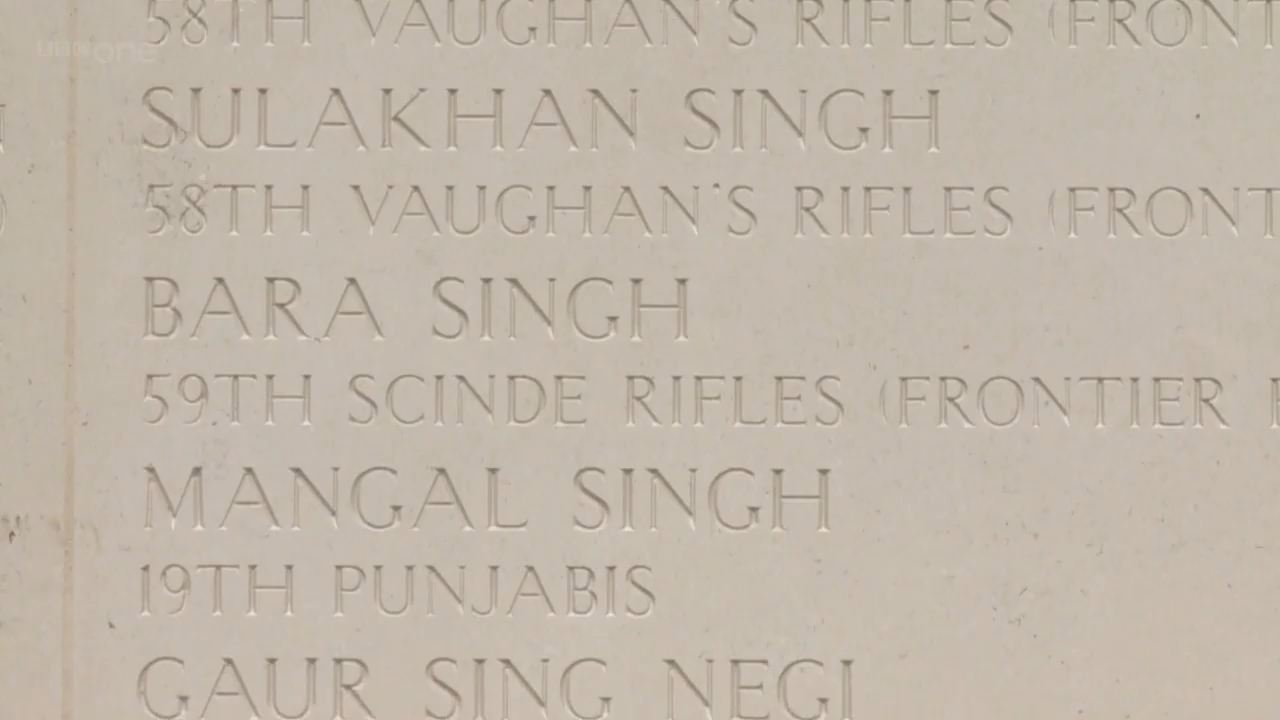 one
58TH VAUGHAN'S RIFLES (FRONT
SULAKHAN SINGH
58TH VAUGHAN'S RIFLES (FRONT
BARA SINGH
59TH SCINDE RIFLES (FRONTIER
MANGAL SINGH
19TH PUNJABIS
GAUR SING NEGI